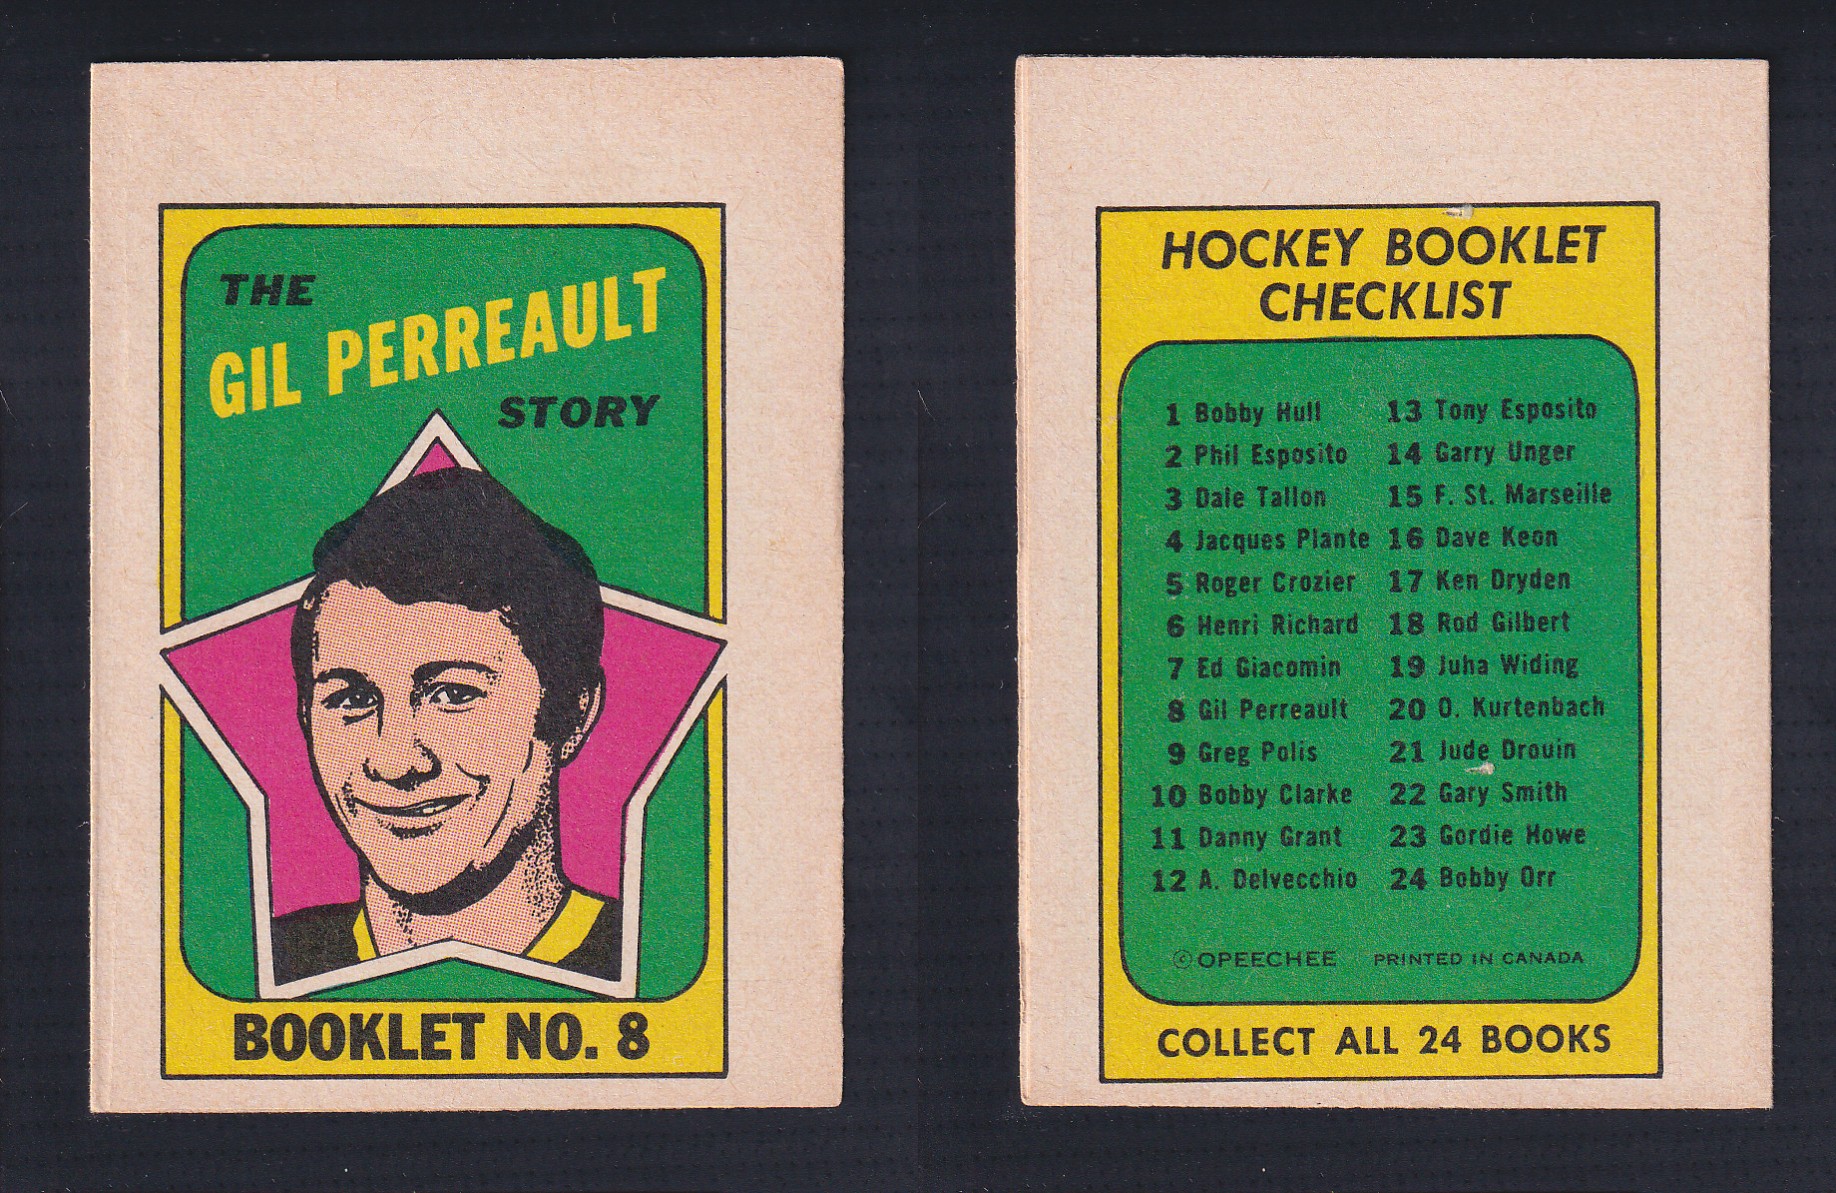 THE
GIL PERREAULT
STORY
BOOKLET NO. 8
HOCKEY BOOKLET
CHECKLIST
1 Bobby Hull
2 Phil Esposito
3 Dale Tallon
4 Jacques Plante
5 Roger Crozier
6 Henri Richard
7 Ed Giacomin
8 Gil Perreault
9 Greg Polis
10 Bobby Clarke
11 Danny Grant
12 A. Delvecchio
13 Tony Esposito
14 Garry Unger
15 F. St. Marseille
16 Dave Keon
17 Ken Dryden
18 Rod Gilbert
19 Juha Widing
20 O. Kurtenbach
21 Jude Drouin
22 Gary Smith
23 Gordie Howe
24 Bobby Orr
©OPEECHEE PRINTED IN CANADA
COLLECT ALL 24 BOOKS